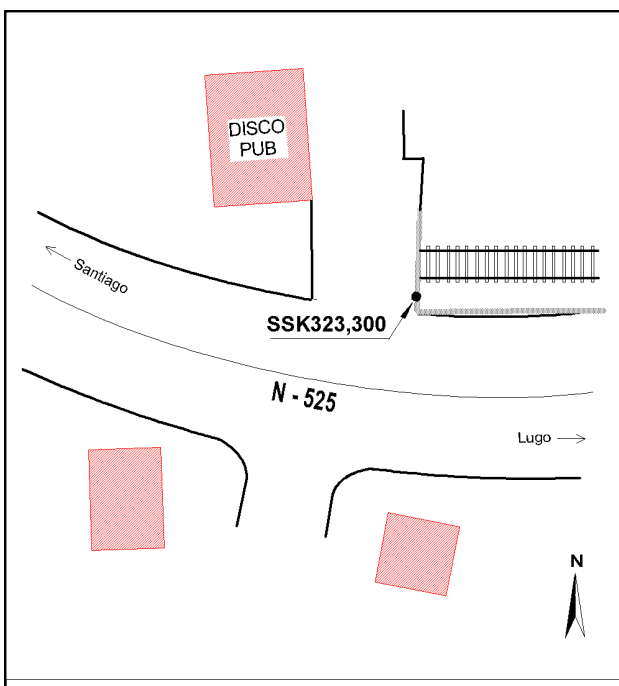 DISCO
PUB
Santiago
SSK323,300
N - 525
Lugo
N